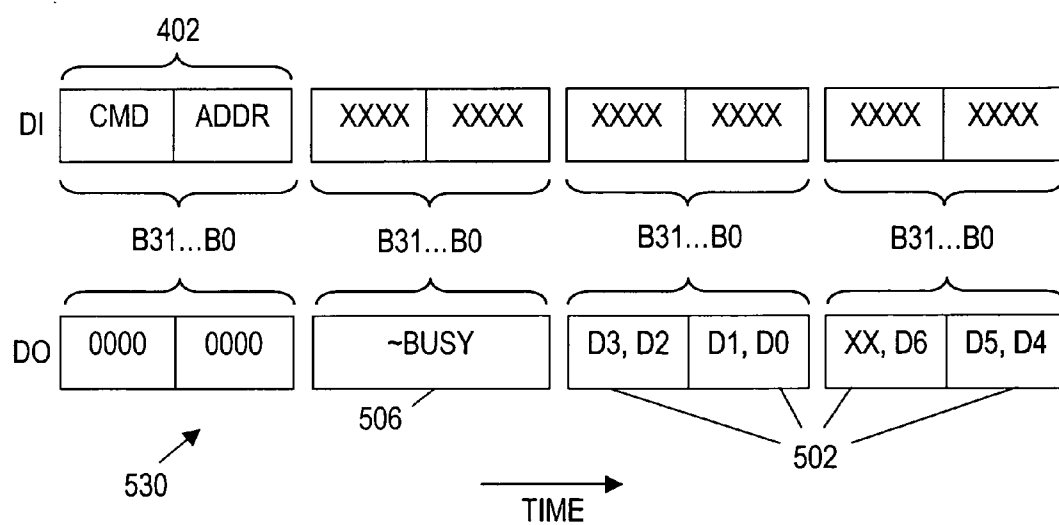 402
DI CMD ADDR XXXX XXXX XXXX XXXX XXXX XXXX
B31...B0 B31...B0 B31...B0 B31...B0
DO 0000 0000 ~BUSY D3, D2 D1, D0 XX, D6 D5, D4
506
502
530
TIME